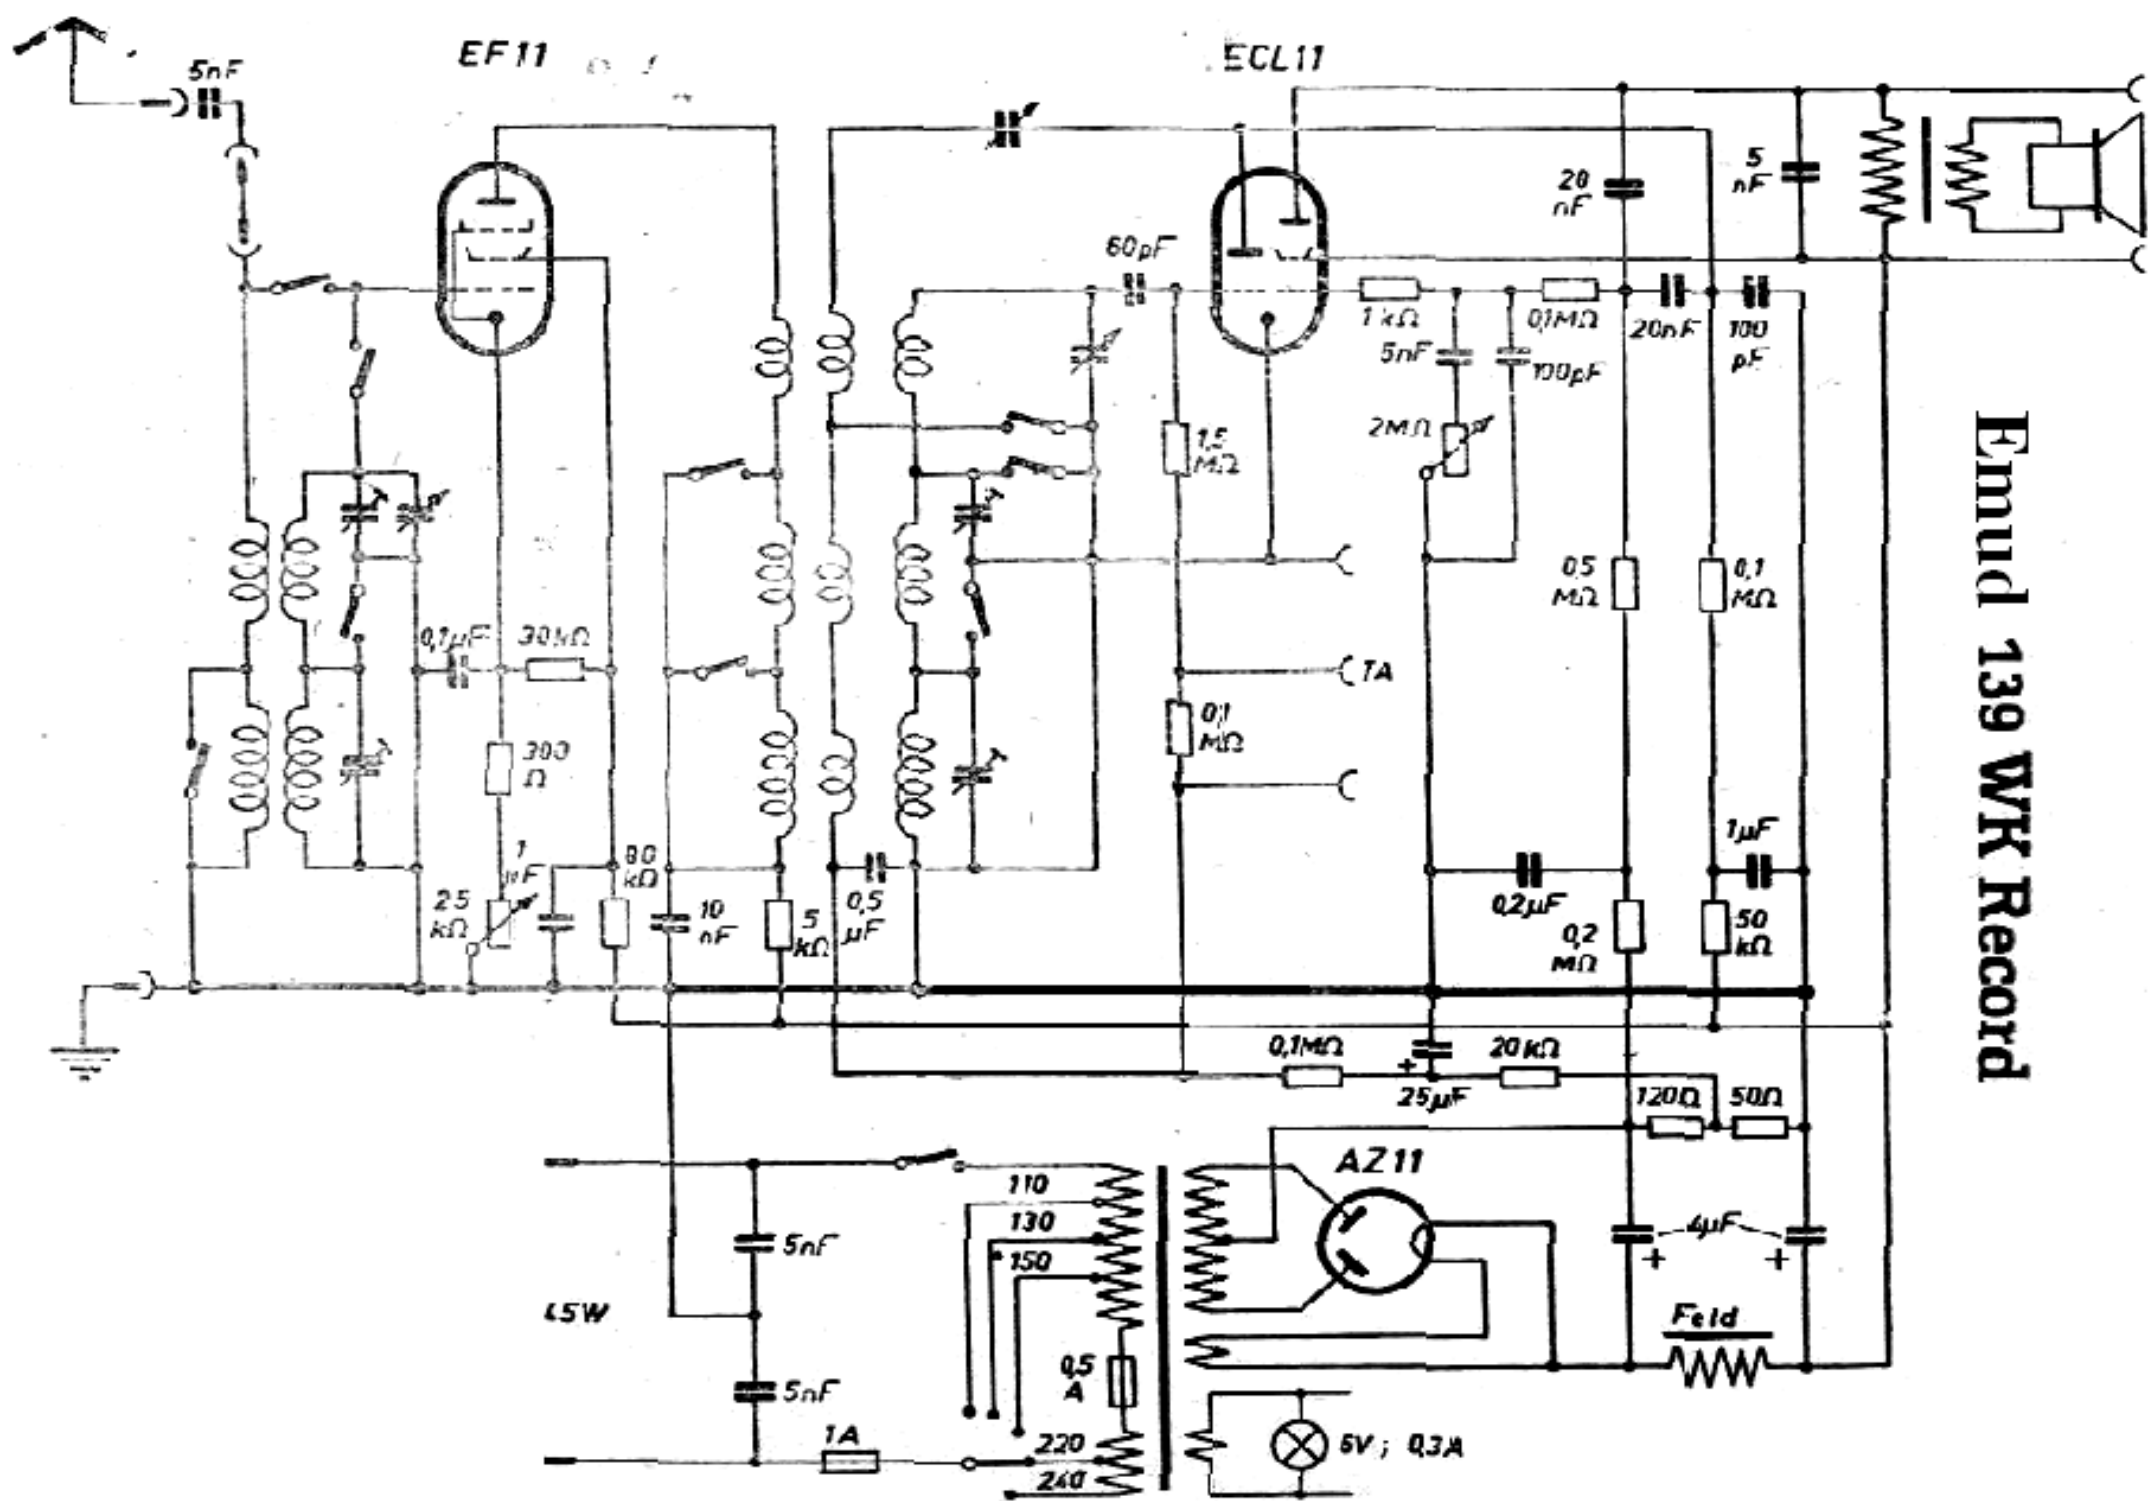 EF11
ECL11
5nF
20
nF
5
nF
60pF
1kΩ
0,1MΩ
20nF
100
pF
5nF
100pF
2MΩ
1,5
MΩ
0,5
MΩ
0,1
MΩ
0,1µF
30kΩ
TA
0,1
MΩ
300
Ω
1
µF
80
kΩ
25
kΩ
10
nF
5
kΩ
0,5
µF
0,2µF
1µF
0,2
MΩ
50
kΩ
0,1MΩ
+
20kΩ
25µF
120Ω
50Ω
AZ11
110
130
150
5nF
4µF
+
+
45W
Feld
0,5
A
5nF
1A
220
240
6V; 0,3A
Emud 139 WK Record